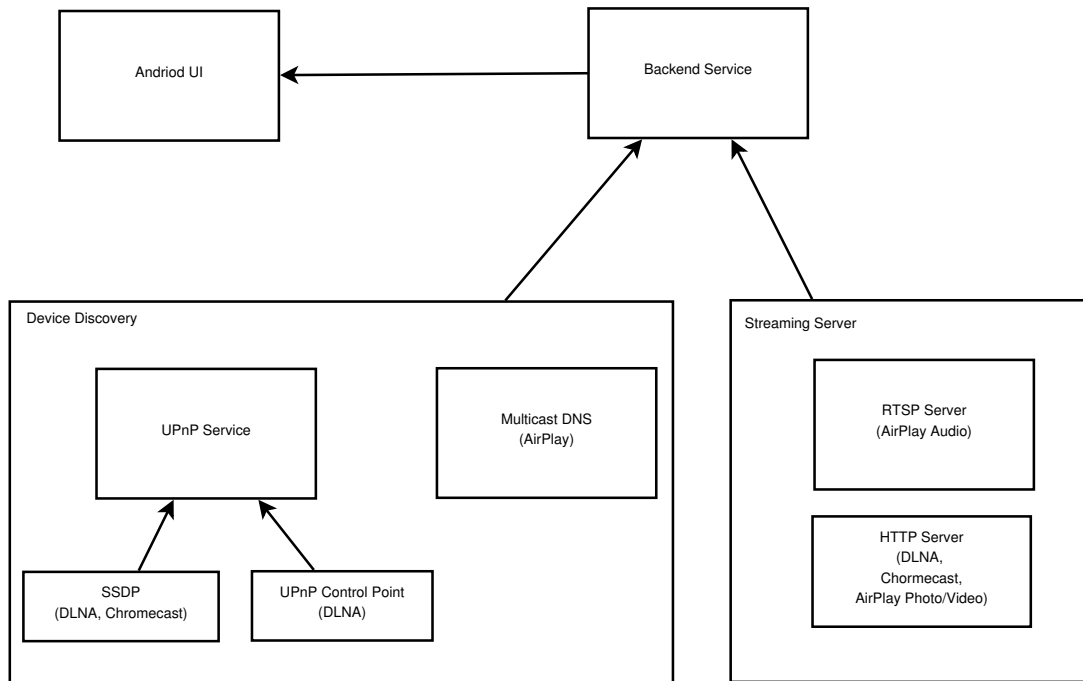 Andriod UI
Backend Service
Device Discovery
UPnP Service
Multicast DNS
(AirPlay)
SSDP
(DLNA, Chromecast)
UPnP Control Point
(DLNA)
Streaming Server
RTSP Server
(AirPlay Audio)
HTTP Server
(DLNA,
Chormecast,
AirPlay Photo/Video)